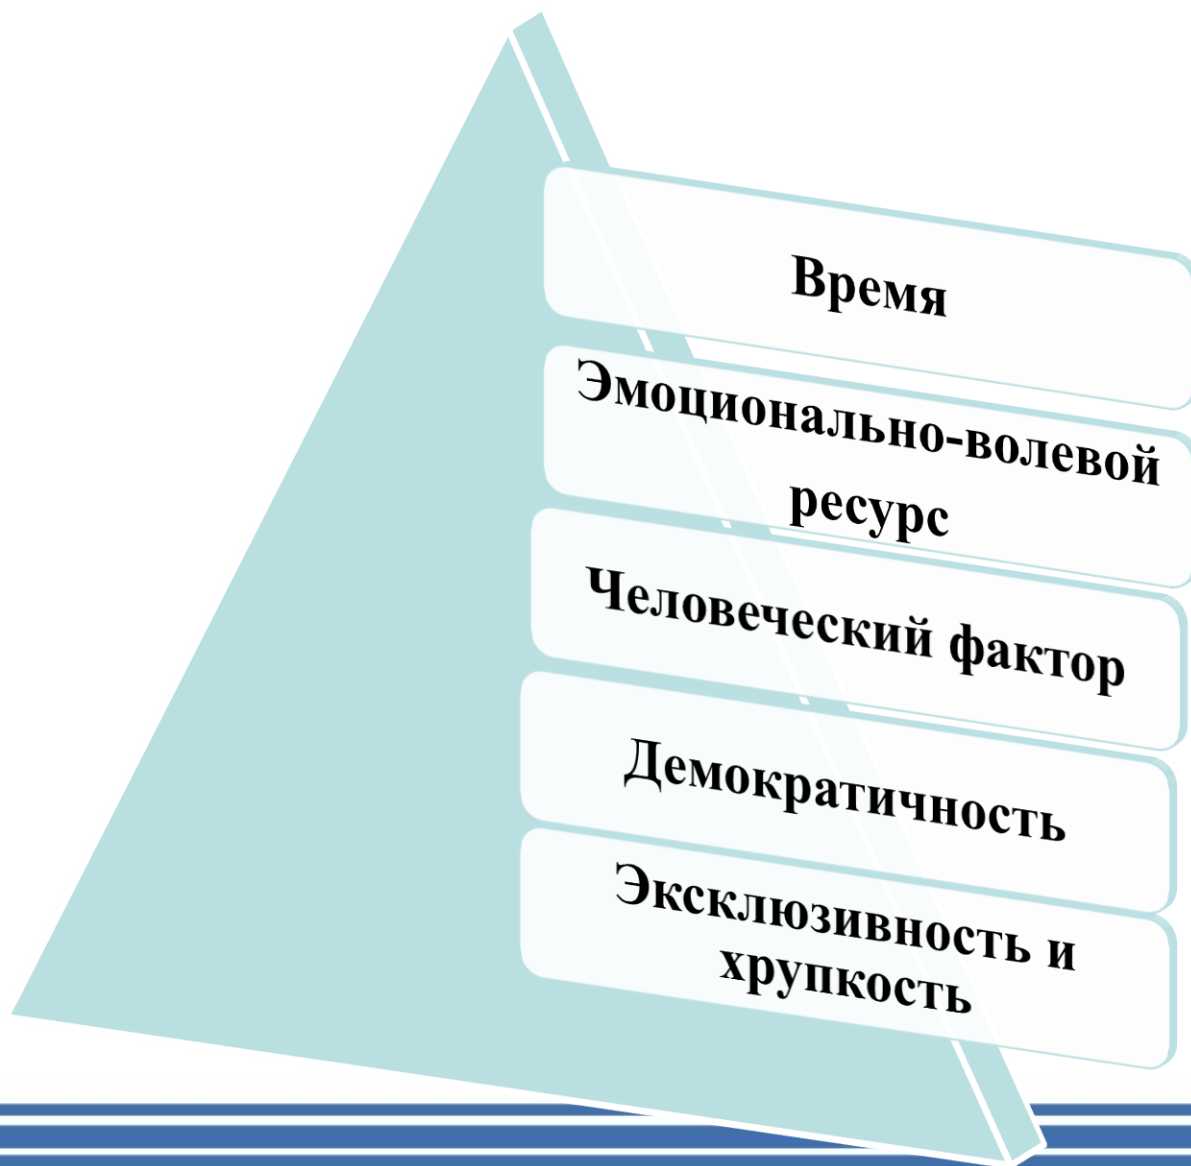 Время
Эмоционально-волевой
ресурс
Человеческий фактор
Демократичность
Эксклюзивность и
хрупкость